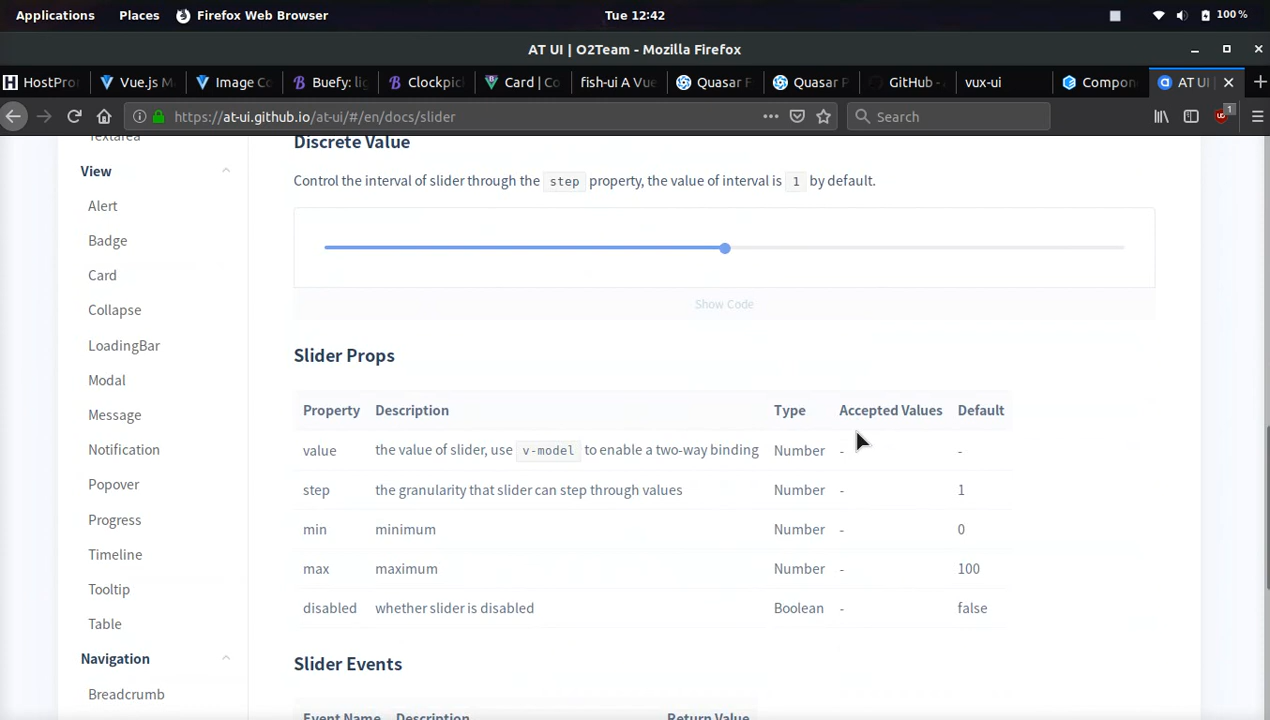 Applications Places Firefox Web Browser Tue 12:42 100 %
AT UI | O2Team - Mozilla Firefox
HostPro Vue.js M Image Co Buefy: lig Clockpic Card | Co fish-ui A Vue Quasar F Quasar P GitHub - a vux-ui Compon AT UI |
https://at-ui.github.io/at-ui/#/en/docs/slider Search 1
Textarea
Discrete Value
View
Control the interval of slider through the step property, the value of interval is 1 by default.
Alert
Badge
Card
Show Code
Collapse
LoadingBar
Slider Props
Modal
Property Description Type Accepted Values Default
Message
value the value of slider, use v-model to enable a two-way binding Number - -
Notification
Popover
step the granularity that slider can step through values Number - 1
Progress
min minimum Number - 0
Timeline
max maximum Number - 100
Tooltip
disabled whether slider is disabled Boolean - false
Table
Navigation
Slider Events
Breadcrumb
Event Name Description Return Value